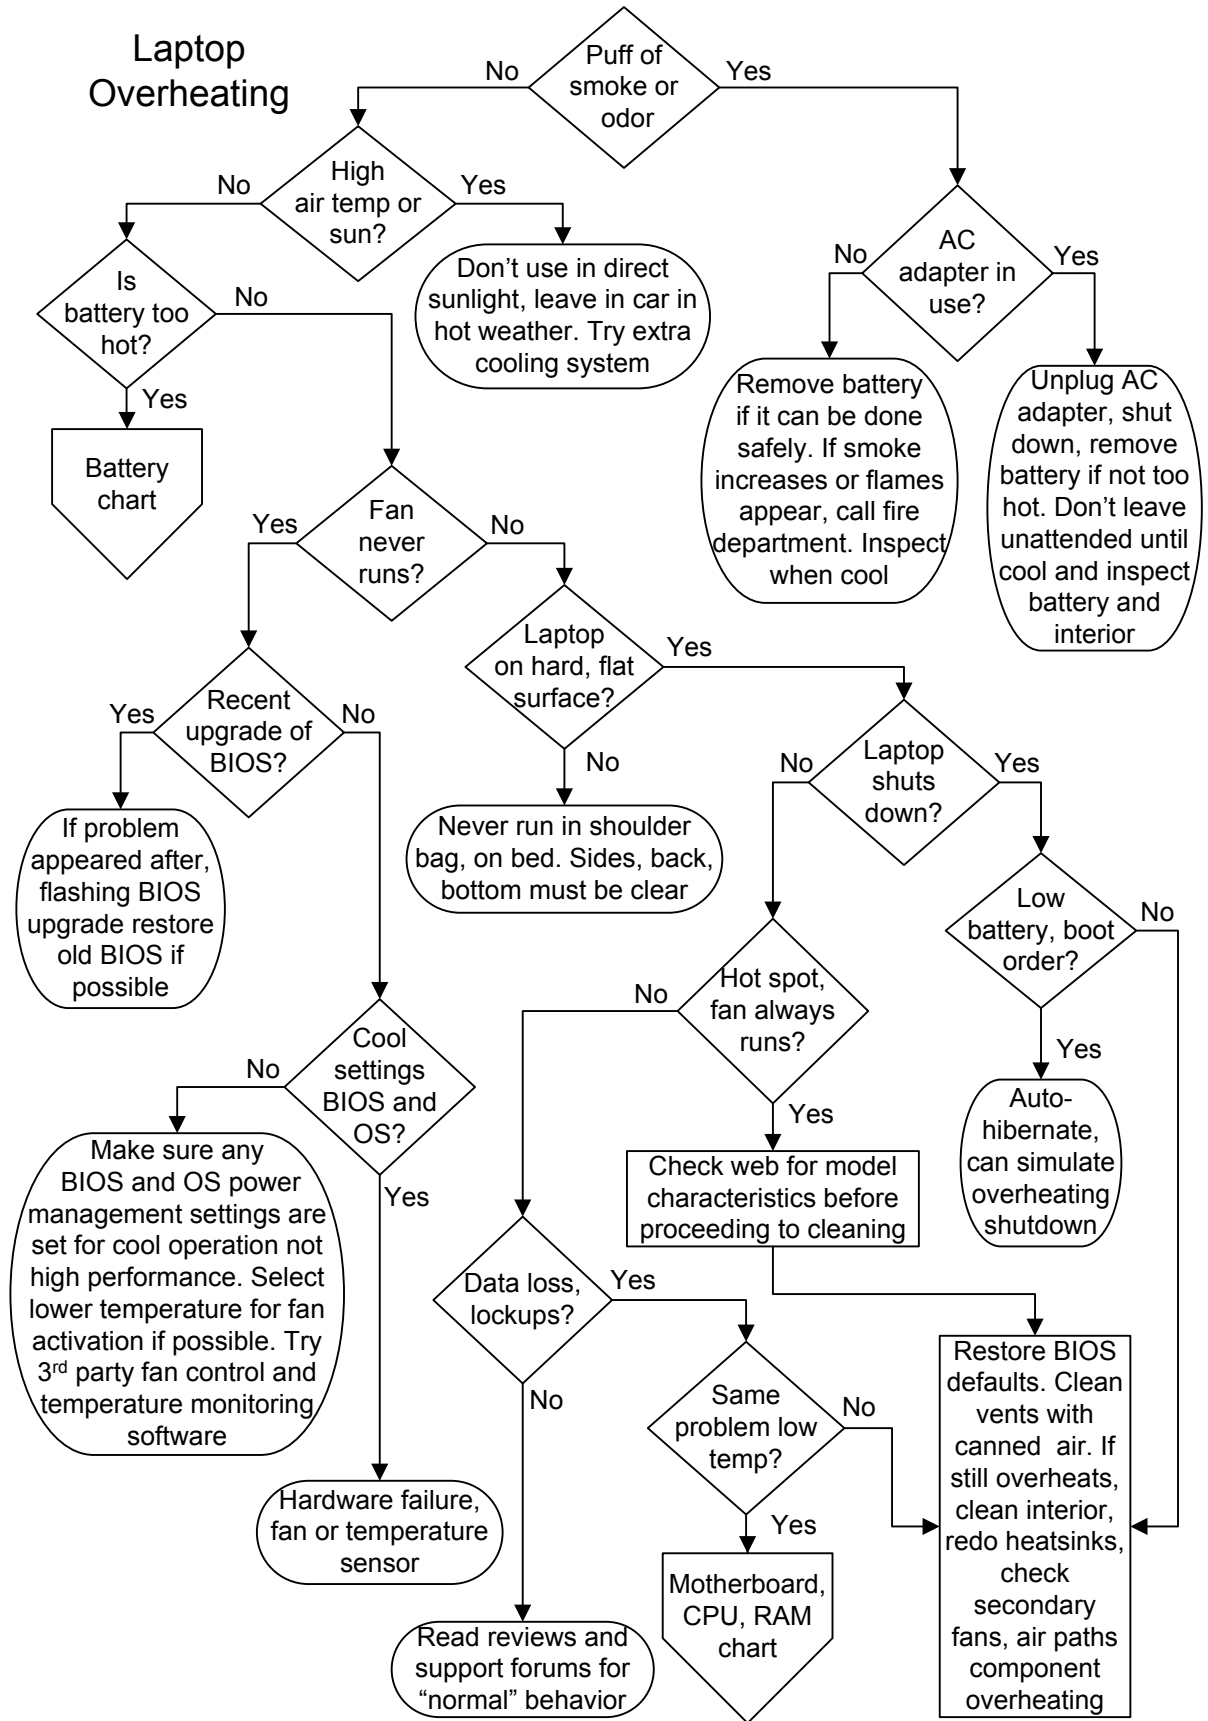 Laptop
Overheating
Puff of
smoke or
odor
No
Yes
High
air temp or
sun?
No
Yes
AC
adapter in
use?
No
Yes
Is
battery too
hot?
No
Yes
Don’t use in direct
sunlight, leave in car in
hot weather. Try extra
cooling system
Remove battery
if it can be done
safely. If smoke
increases or flames
appear, call fire
department. Inspect
when cool
Unplug AC
adapter, shut
down, remove
battery if not too
hot. Don’t leave
unattended until
cool and inspect
battery and
interior
Battery
chart
Fan
never
runs?
Yes
No
Laptop
on hard, flat
surface?
Yes
No
Recent
upgrade of
BIOS?
Yes
No
Laptop
shuts
down?
No
Yes
If problem
appeared after,
flashing BIOS
upgrade restore
old BIOS if
possible
Never run in shoulder
bag, on bed. Sides, back,
bottom must be clear
Low
battery, boot
order?
No
Yes
Hot spot,
fan always
runs?
No
Yes
Cool
settings
BIOS and
OS?
No
Yes
Auto-
hibernate,
can simulate
overheating
shutdown
Make sure any
BIOS and OS power
management settings are
set for cool operation not
high performance. Select
lower temperature for fan
activation if possible. Try
3rd party fan control and
temperature monitoring
software
Check web for model
characteristics before
proceeding to cleaning
Data loss,
lockups?
Yes
No
Same
problem low
temp?
No
Yes
Restore BIOS
defaults. Clean
vents with
canned air. If
still overheats,
clean interior,
redo heatsinks,
check
secondary
fans, air paths
component
overheating
Hardware failure,
fan or temperature
sensor
Motherboard,
CPU, RAM
chart
Read reviews and
support forums for
“normal” behavior